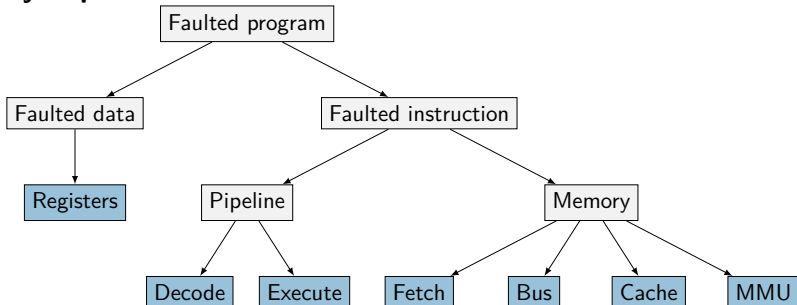 Faulted program
Faulted data
Faulted instruction
Registers
Pipeline
Memory
Decode
Execute
Fetch
Bus
Cache
MMU